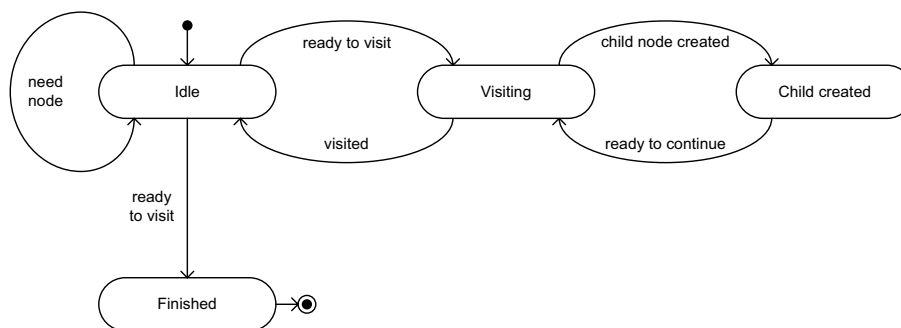 ready to visit
child node created
need
node
Idle
Visiting
Child created
visited
ready to continue
ready
to visit
Finished